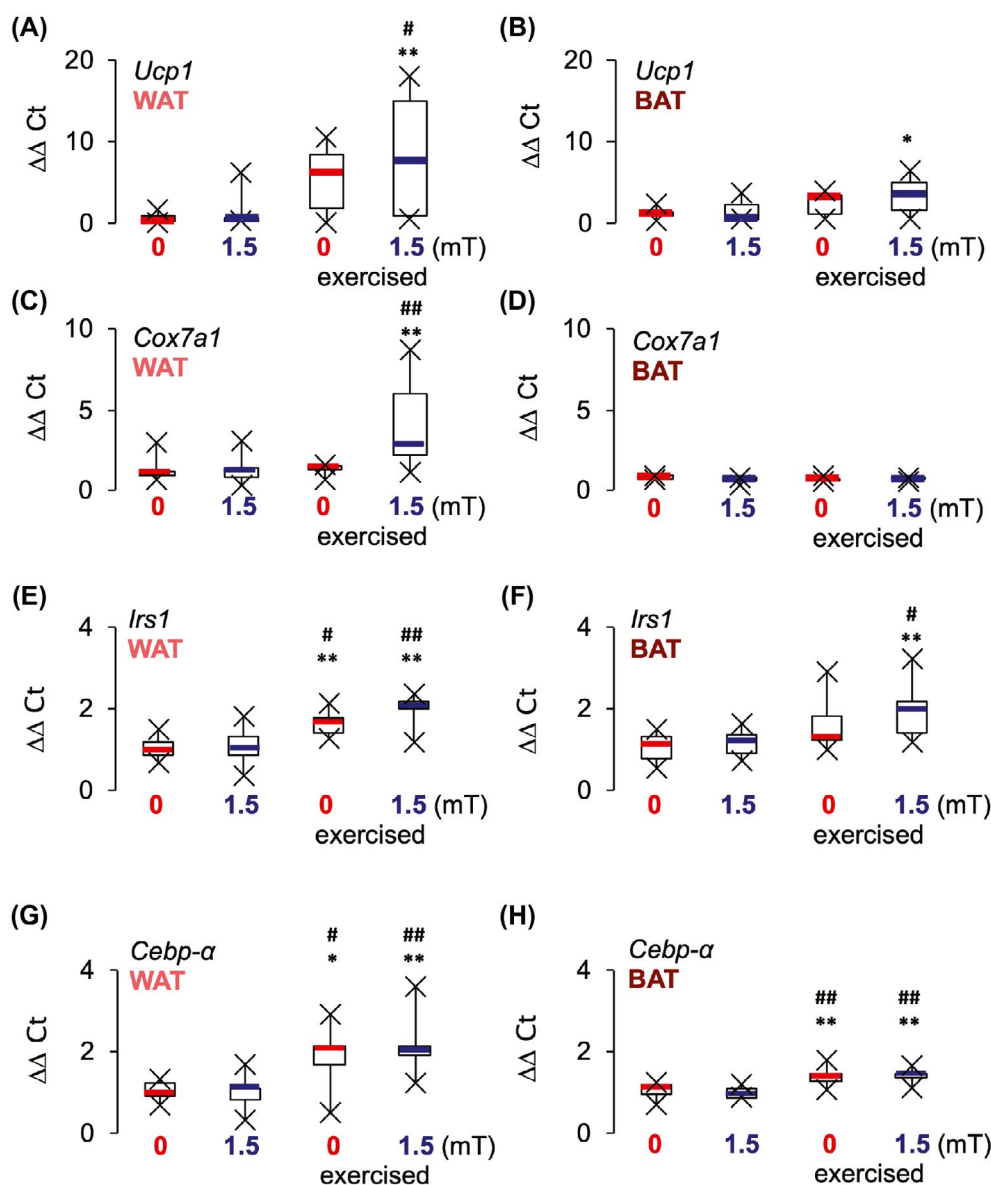 (A)
#
**
20
10
0
ΔΔ Ct
Ucp1
WAT
0 1.5 0 1.5 (mT)
exercised
(B)
*
20
10
0
ΔΔ Ct
Ucp1
BAT
0 1.5 0 1.5 (mT)
exercised
(C)
##
**
10
5
0
ΔΔ Ct
Cox7a1
WAT
0 1.5 0 1.5 (mT)
exercised
(D)
10
5
0
ΔΔ Ct
Cox7a1
BAT
0 1.5 0 1.5 (mT)
exercised
(E)
# ##
** **
4
2
0
ΔΔ Ct
Irs1
WAT
0 1.5 0 1.5 (mT)
exercised
(F)
#
**
4
2
0
ΔΔ Ct
Irs1
BAT
0 1.5 0 1.5 (mT)
exercised
(G)
# ##
* **
4
2
0
ΔΔ Ct
Cebp-α
WAT
0 1.5 0 1.5 (mT)
exercised
(H)
## ##
** **
4
2
0
ΔΔ Ct
Cebp-α
BAT
0 1.5 0 1.5 (mT)
exercised